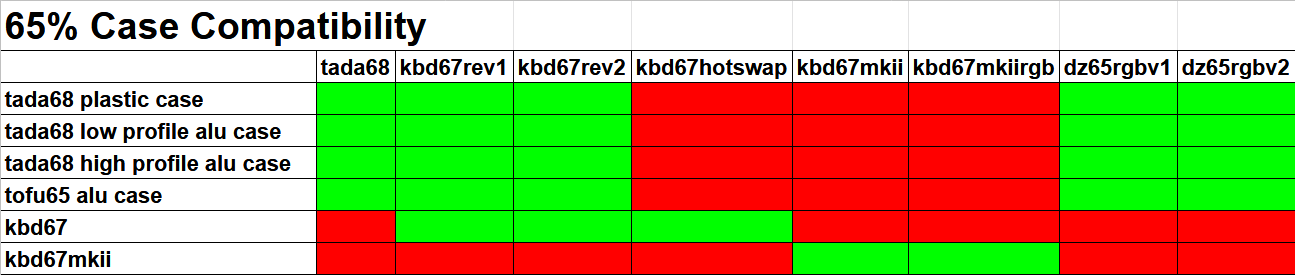 65% Case Compatibility
tada68 kbd67rev1 kbd67rev2 kbd67hotswap kbd67mkii kbd67mkiirgb dz65rgbv1 dz65rgbv2
tada68 plastic case
tada68 low profile alu case
tada68 high profile alu case
tofu65 alu case
kbd67
kbd67mkii